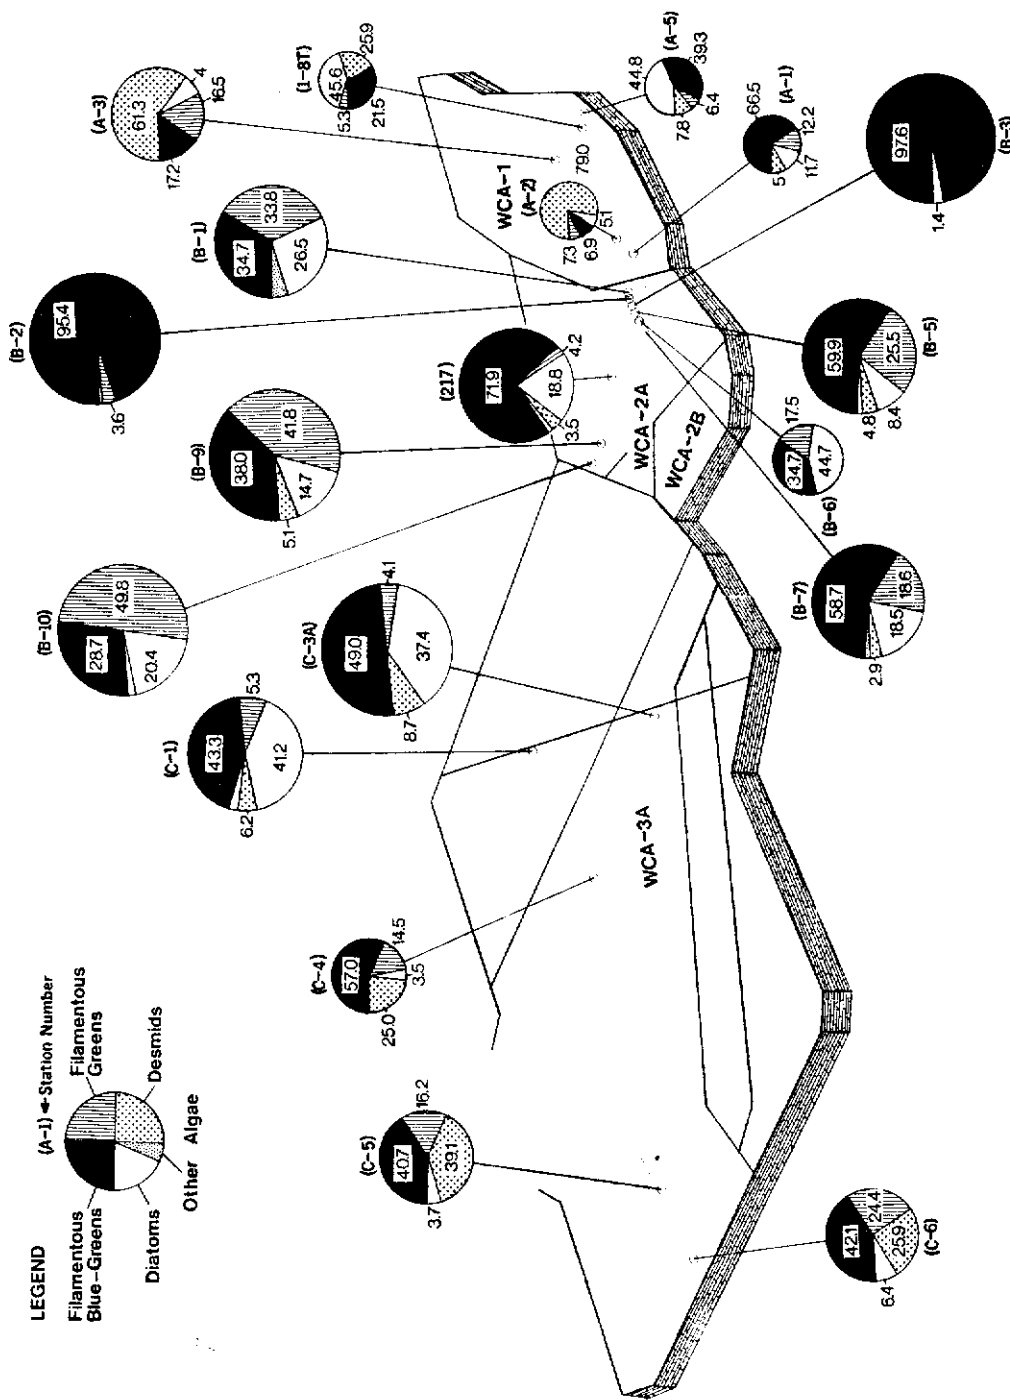 LEGEND
(A-1) ◄Station Number
Filamentous
Blue-Greens
Filamentous
Greens
Diatoms
Desmids
Other Algae
(C-6)
42.1
24.4
25.9
6.4
(C-5)
40.7
16.2
39.1
3.7
(C-4)
57.0
14.5
3.5
25.0
(C-1)
43.3
5.3
41.2
6.2
(C-3A)
49.0
4.1
37.4
8.7
(B-10)
28.7
49.8
20.4
(B-9)
38.0
41.8
14.7
5.1
(B-2)
95.4
3.6
(217)
71.9
4.2
18.8
3.5
(B-1)
34.7
33.8
26.5
(A-3)
61.3
4
16.5
17.2
(1-8T)
45.6
25.9
21.5
5.3
(A-2)
79.0
5.1
6.9
7.3
(A-5)
44.8
39.3
6.4
7.8
(A-1)
66.5
12.2
11.7
5
(B-3)
97.6
1.4
(B-5)
59.9
25.5
8.4
4.8
(B-6)
34.7
17.5
44.7
(B-7)
58.7
18.6
18.5
2.9
WCA-1
WCA-2A
WCA-2B
WCA-3A